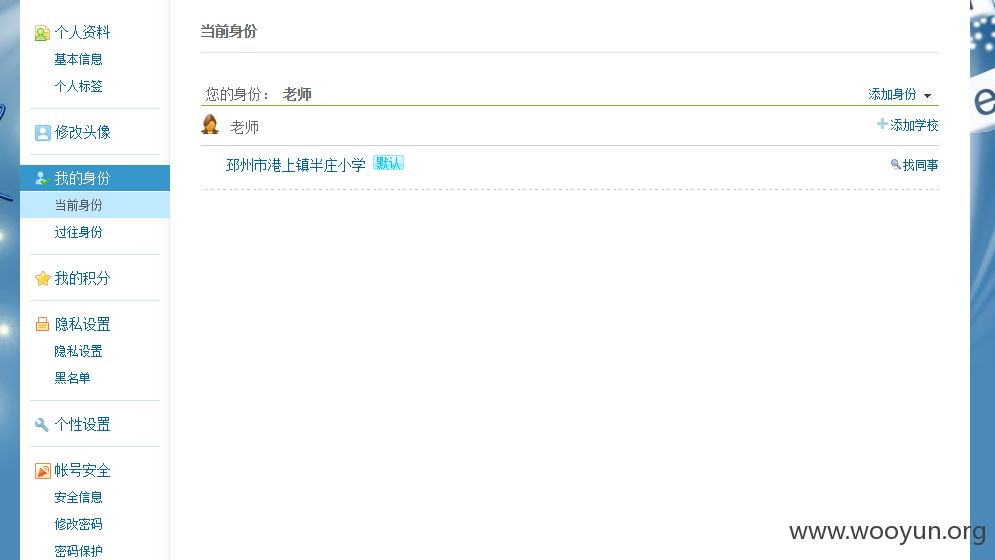 个人资料
基本信息
个人标签
修改头像
我的身份
当前身份
过往身份
我的积分
隐私设置
隐私设置
黑名单
个性设置
帐号安全
安全信息
修改密码
密码保护
当前身份
您的身份： 老师 添加身份
老师 添加学校
邳州市港上镇半庄小学 默认 找同事
e
www.wooyun.org